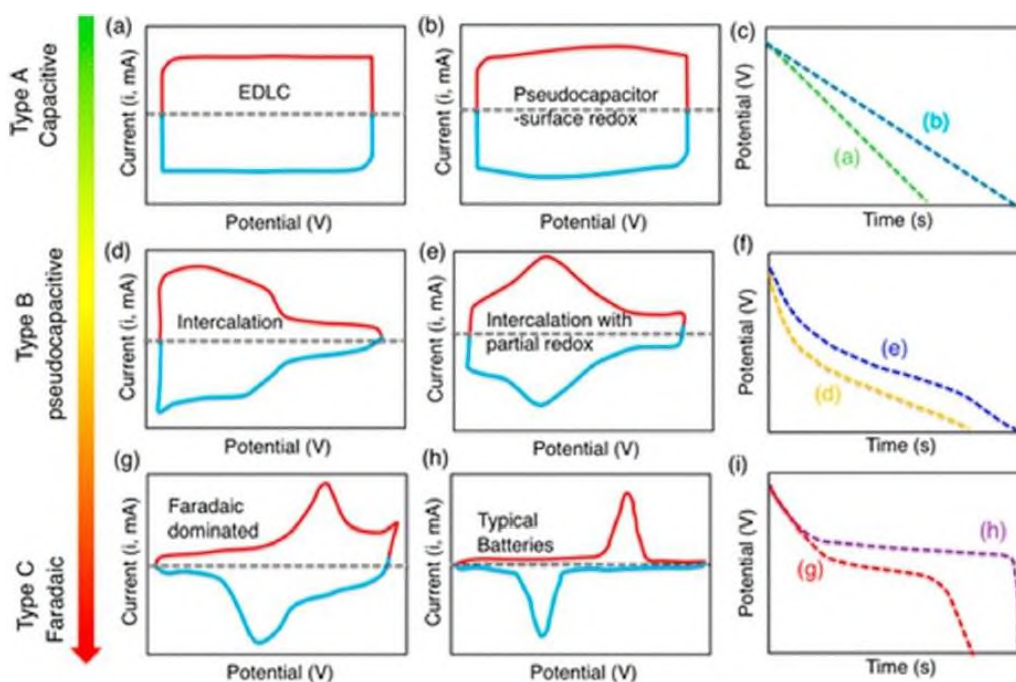 Type A
Capacitive
Type B
pseudocapacitive
Type C
Faradaic
(a)
Current (i, mA)
EDLC
Potential (V)
(b)
Current (i, mA)
Pseudocapacitor
-surface redox
Potential (V)
(c)
Potential (V)
(b)
(a)
Time (s)
(d)
Current (i, mA)
Intercalation
Potential (V)
(e)
Current (i, mA)
Intercalation with
partial redox
Potential (V)
(f)
Potential (V)
(e)
(d)
Time (s)
(g)
Current (i, mA)
Faradaic
dominated
Potential (V)
(h)
Current (i, mA)
Typical
Batteries
Potential (V)
(i)
Potential (V)
(h)
(g)
Time (s)